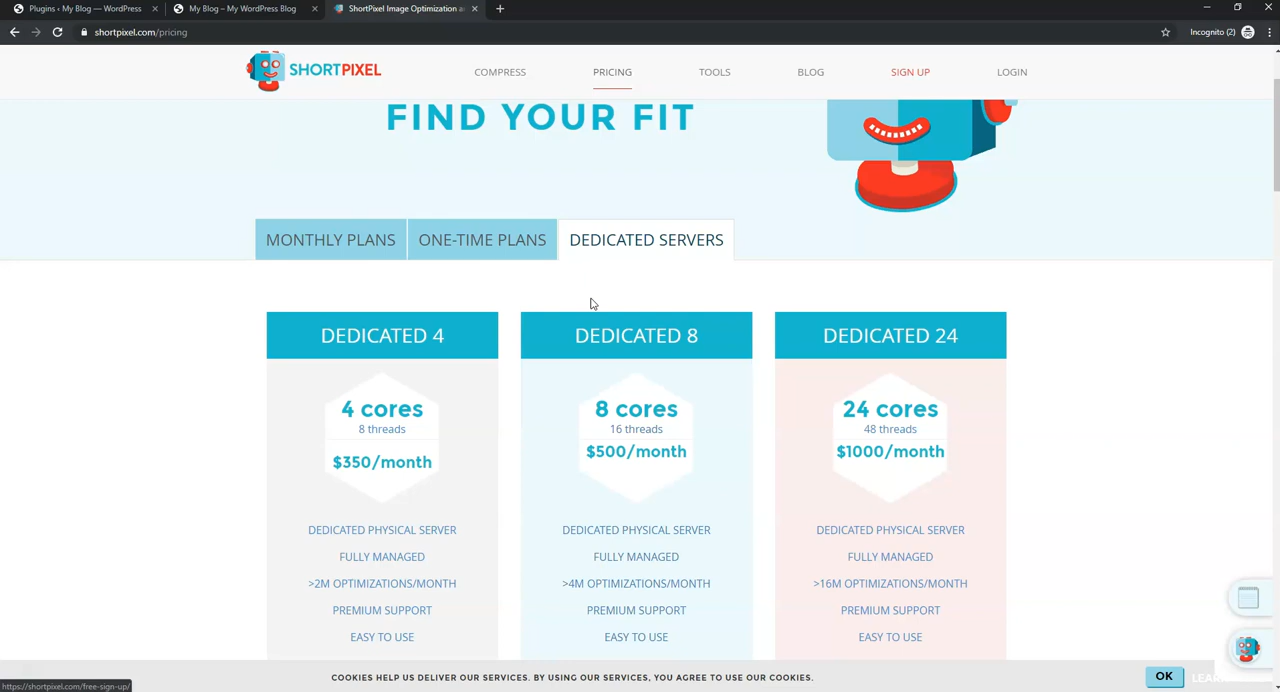 Plugins ‹ My Blog — WordPress
My Blog – My WordPress Blog
ShortPixel Image Optimization a
shortpixel.com/pricing
Incognito (2)
SHORTPIXEL
COMPRESS
PRICING
TOOLS
BLOG
SIGN UP
LOGIN
FIND YOUR FIT
MONTHLY PLANS
ONE-TIME PLANS
DEDICATED SERVERS
DEDICATED 4
4 cores
8 threads
$350/month
DEDICATED PHYSICAL SERVER
FULLY MANAGED
>2M OPTIMIZATIONS/MONTH
PREMIUM SUPPORT
EASY TO USE
DEDICATED 8
8 cores
16 threads
$500/month
DEDICATED PHYSICAL SERVER
FULLY MANAGED
>4M OPTIMIZATIONS/MONTH
PREMIUM SUPPORT
EASY TO USE
DEDICATED 24
24 cores
48 threads
$1000/month
DEDICATED PHYSICAL SERVER
FULLY MANAGED
>16M OPTIMIZATIONS/MONTH
PREMIUM SUPPORT
EASY TO USE
COOKIES HELP US DELIVER OUR SERVICES. BY USING OUR SERVICES, YOU AGREE TO USE OUR COOKIES.
OK
https://shortpixel.com/free-sign-up/